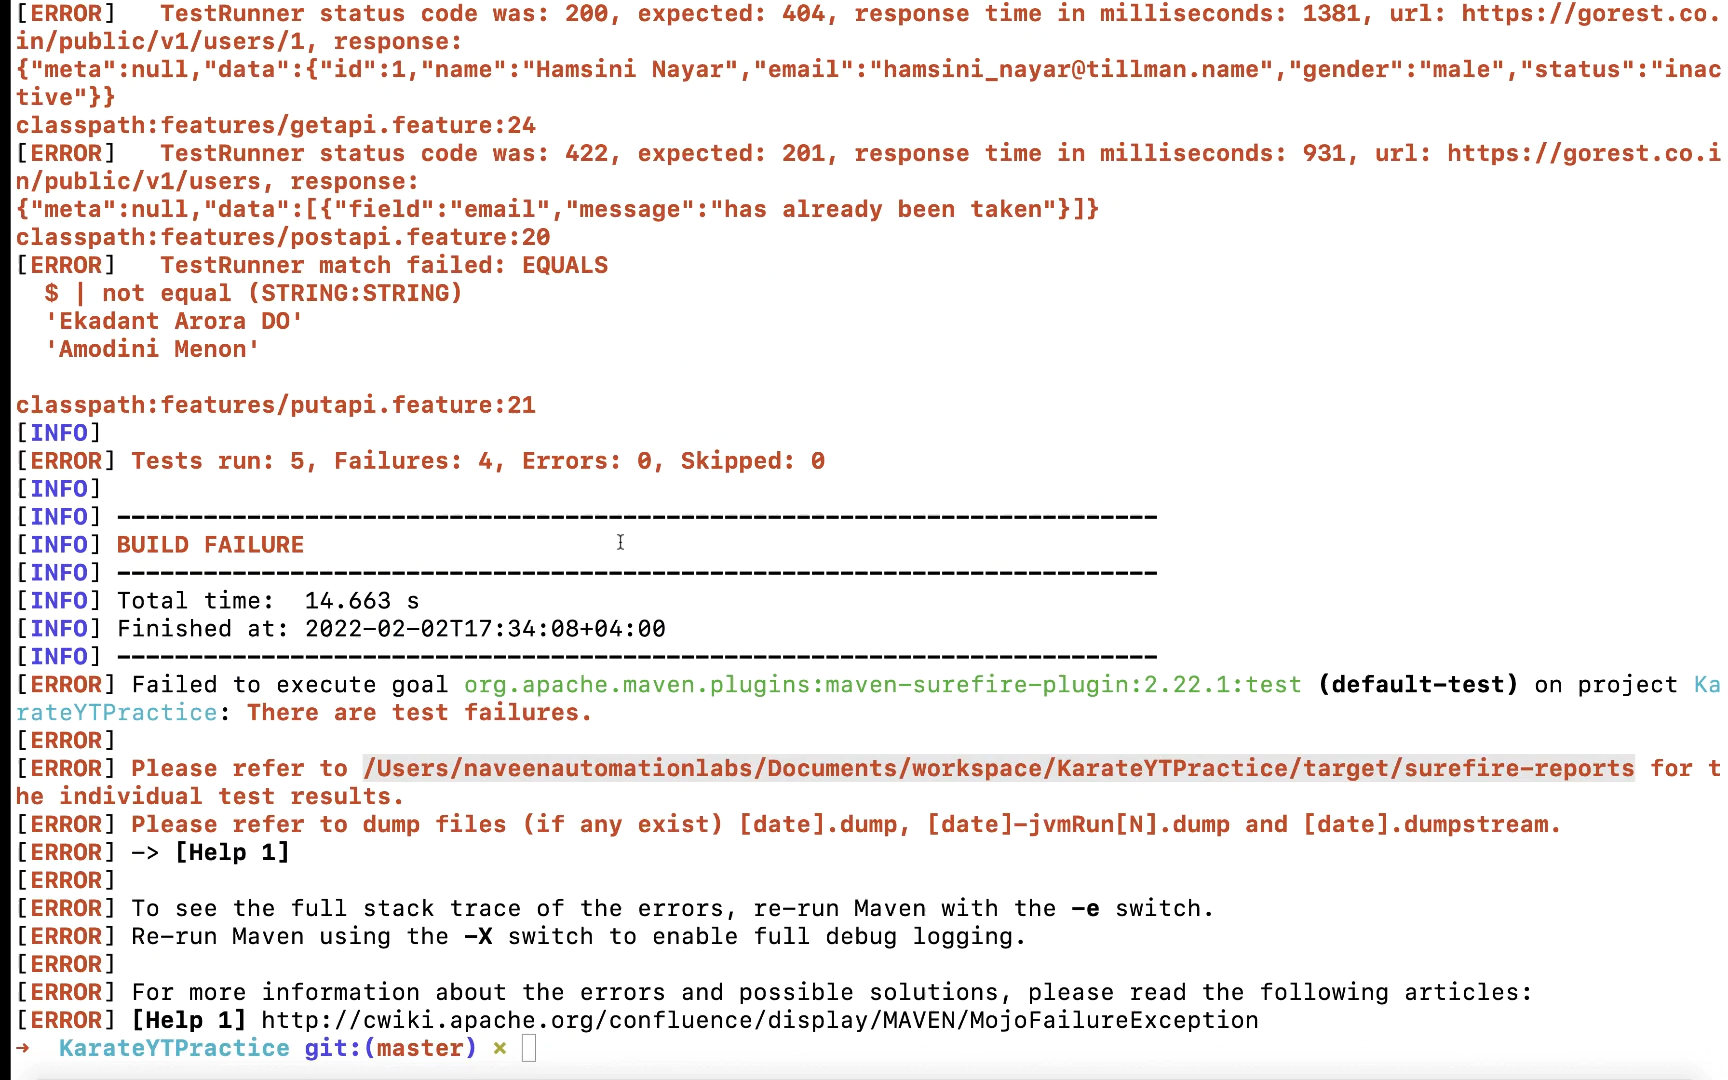 [ERROR]   TestRunner status code was: 200, expected: 404, response time in milliseconds: 1381, url: https://gorest.co.
in/public/v1/users/1, response:
{"meta":null,"data":{"id":1,"name":"Hamsini Nayar","email":"hamsini_nayar@tillman.name","gender":"male","status":"inac
tive"}}
classpath:features/getapi.feature:24
[ERROR]   TestRunner status code was: 422, expected: 201, response time in milliseconds: 931, url: https://gorest.co.i
n/public/v1/users, response:
{"meta":null,"data":[{"field":"email","message":"has already been taken"}]}
classpath:features/postapi.feature:20
[ERROR]   TestRunner match failed: EQUALS
  $ | not equal (STRING:STRING)
  'Ekadant Arora DO'
  'Amodini Menon'
classpath:features/putapi.feature:21
[INFO]
[ERROR] Tests run: 5, Failures: 4, Errors: 0, Skipped: 0
[INFO]
[INFO] ------------------------------------------------------------------------
[INFO] BUILD FAILURE
[INFO] ------------------------------------------------------------------------
[INFO] Total time:  14.663 s
[INFO] Finished at: 2022-02-02T17:34:08+04:00
[INFO] ------------------------------------------------------------------------
[ERROR] Failed to execute goal org.apache.maven.plugins:maven-surefire-plugin:2.22.1:test (default-test) on project Ka
rateYTPractice: There are test failures.
[ERROR]
[ERROR] Please refer to /Users/naveenautomationlabs/Documents/workspace/KarateYTPractice/target/surefire-reports for t
he individual test results.
[ERROR] Please refer to dump files (if any exist) [date].dump, [date]-jvmRun[N].dump and [date].dumpstream.
[ERROR] -> [Help 1]
[ERROR]
[ERROR] To see the full stack trace of the errors, re-run Maven with the -e switch.
[ERROR] Re-run Maven using the -X switch to enable full debug logging.
[ERROR]
[ERROR] For more information about the errors and possible solutions, please read the following articles:
[ERROR] [Help 1] http://cwiki.apache.org/confluence/display/MAVEN/MojoFailureException
→  KarateYTPractice git:(master) ×